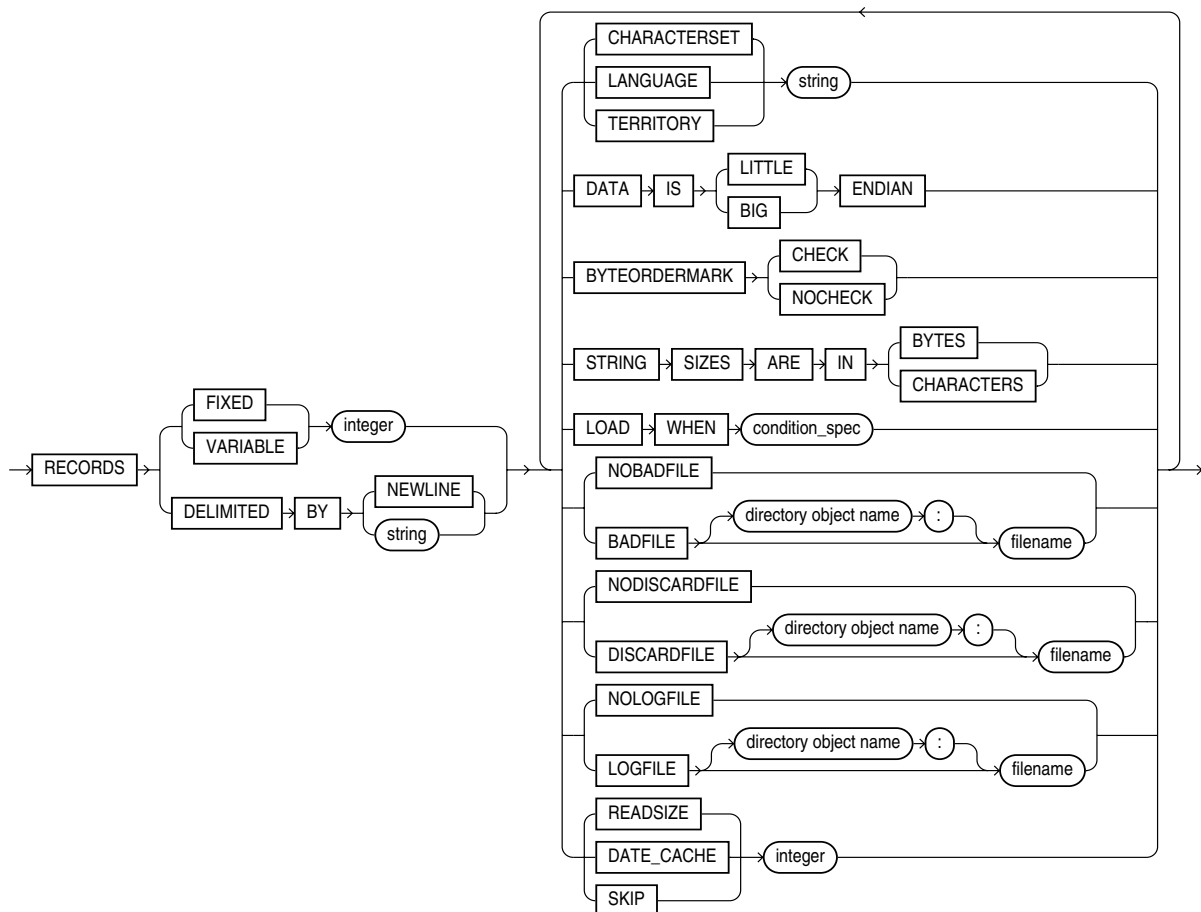 CHARACTERSET
LANGUAGE string
TERRITORY
DATA IS LITTLE ENDIAN
BIG
BYTEORDERMARK CHECK
NOCHECK
STRING SIZES ARE IN BYTES
CHARACTERS
RECORDS FIXED integer
VARIABLE
DELIMITED BY NEWLINE
string
LOAD WHEN condition_spec
NOBADFILE
directory object name :
BADFILE filename
NODISCARDFILE
directory object name :
DISCARDFILE filename
NOLOGFILE
directory object name :
LOGFILE filename
READSIZE
DATE_CACHE integer
SKIP